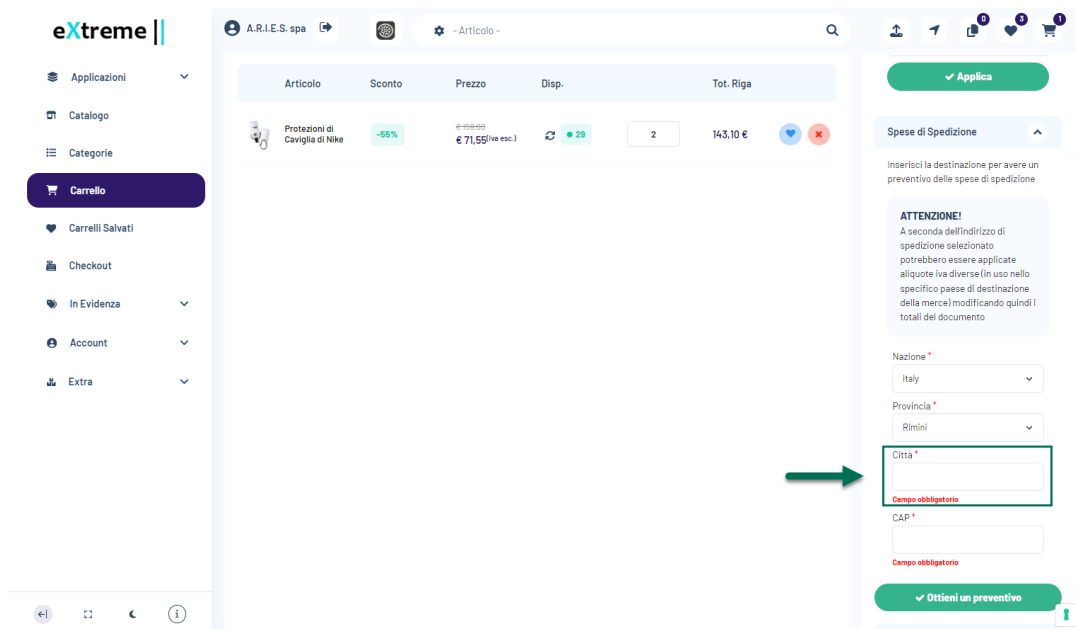 eXtreme ||
A.R.I.E.S. spa
- Articolo -
0
3
1
Applicazioni
Catalogo
Categorie
Carrello
Carrelli Salvati
Checkout
In Evidenza
Account
Extra
Articolo Sconto Prezzo Disp. Tot. Riga
Protezioni di
Caviglia di Nike
-55%
€ 159,00
€ 71,55 (Iva esc.)
29
2
143,10 €
Applica
Spese di Spedizione
Inserisci la destinazione per avere un
preventivo delle spese di spedizione
ATTENZIONE!
A seconda dell'indirizzo di
spedizione selezionato
potrebbero essere applicate
aliquote iva diverse (in uso nello
specifico paese di destinazione
della merce) modificando quindi i
totali del documento
Nazione *
Italy
Provincia *
Rimini
Città *
Campo obbligatorio
CAP *
Campo obbligatorio
Ottieni un preventivo